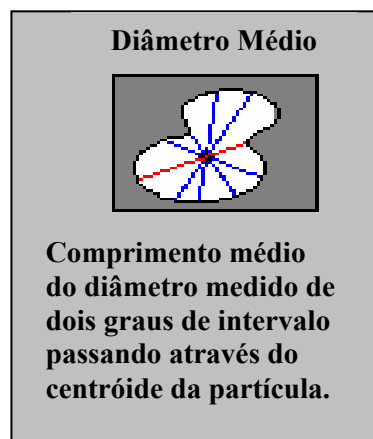 Diâmetro Médio
Comprimento médio
do diâmetro medido de
dois graus de intervalo
passando através do
centróide da partícula.